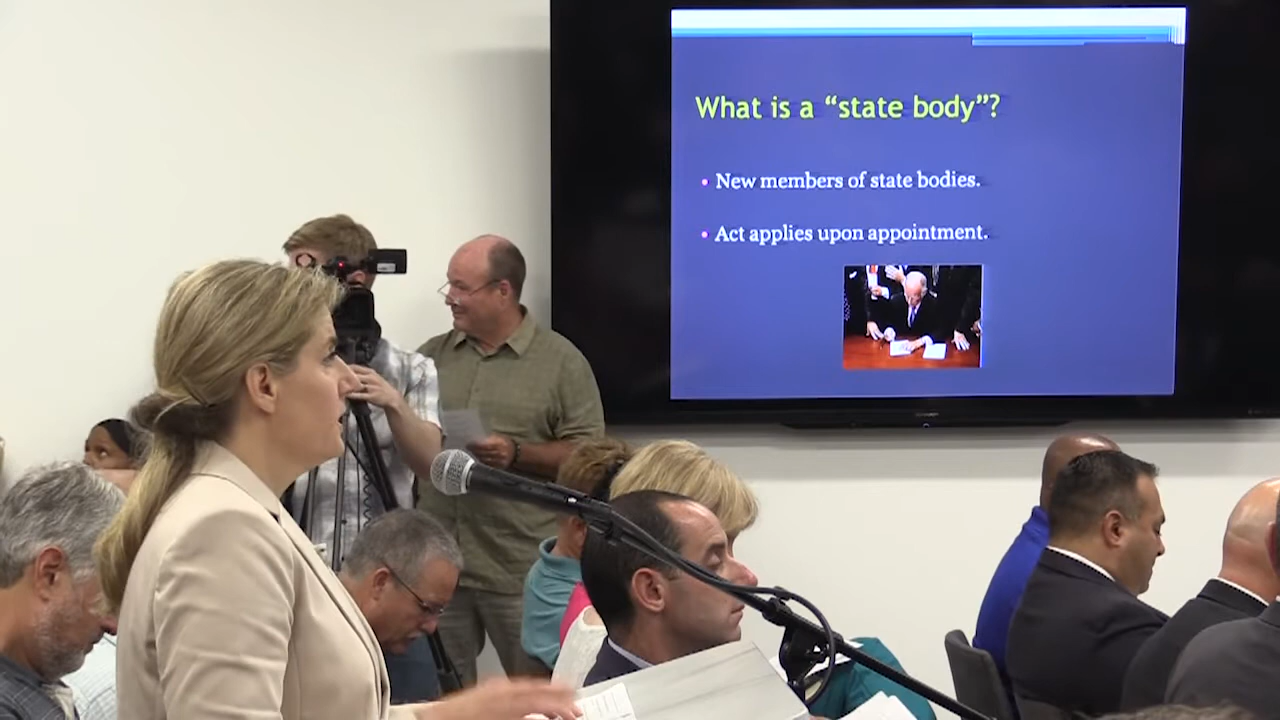 What is a “state body”?
• New members of state bodies.
• Act applies upon appointment.